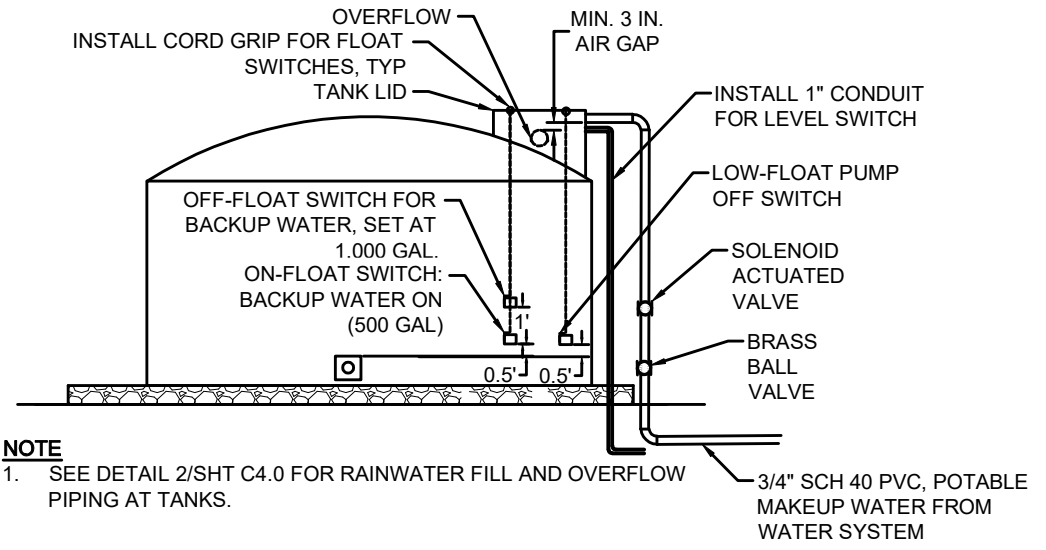 OVERFLOW
INSTALL CORD GRIP FOR FLOAT
SWITCHES, TYP
TANK LID
MIN. 3 IN.
AIR GAP
INSTALL 1" CONDUIT
FOR LEVEL SWITCH
LOW-FLOAT PUMP
OFF SWITCH
OFF-FLOAT SWITCH FOR
BACKUP WATER, SET AT
1.000 GAL.
ON-FLOAT SWITCH:
BACKUP WATER ON
(500 GAL)
1'
0.5'
0.5'
SOLENOID
ACTUATED
VALVE
BRASS
BALL
VALVE
NOTE
1. SEE DETAIL 2/SHT C4.0 FOR RAINWATER FILL AND OVERFLOW
PIPING AT TANKS.
3/4" SCH 40 PVC, POTABLE
MAKEUP WATER FROM
WATER SYSTEM